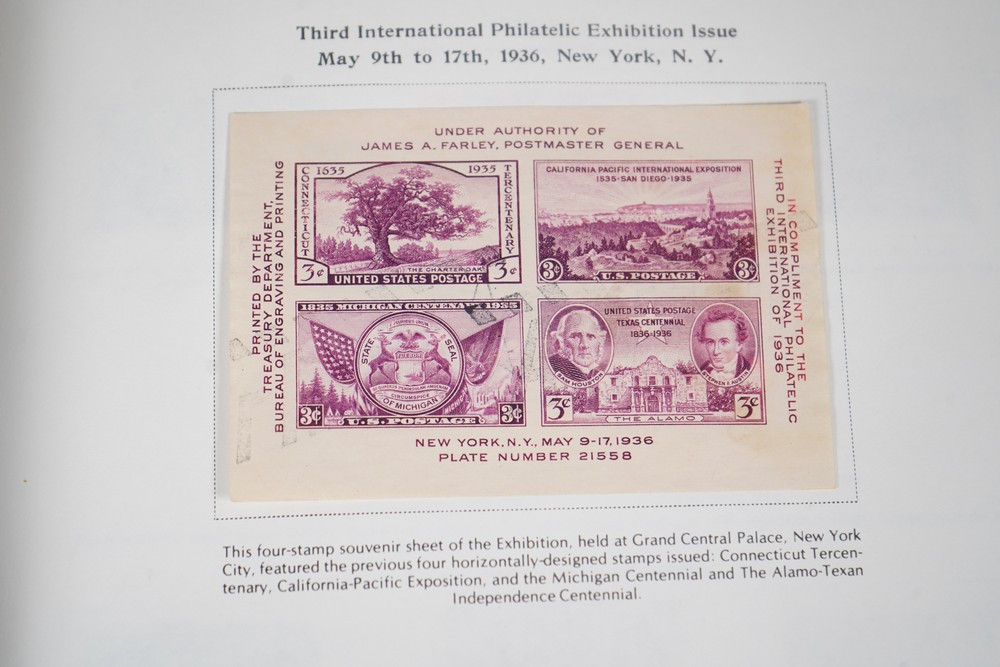 Third International Philatelic Exhibition Issue
May 9th to 17th, 1936, New York, N. Y.
UNDER AUTHORITY OF
JAMES A. FARLEY, POSTMASTER GENERAL
PRINTED BY THE
TREASURY DEPARTMENT,
BUREAU OF ENGRAVING AND PRINTING
CONNECTICUT
1635
1935
TERCENTENARY
THE CHARTER OAK
3¢
3¢
UNITED STATES POSTAGE
CALIFORNIA PACIFIC INTERNATIONAL EXPOSITION
1535-SAN DIEGO-1935
3¢
U.S. POSTAGE
3¢
1835 MICHIGAN CENTENARY 1935
STATE SEAL
OF MICHIGAN
CIRCUMSPICE
3¢
U.S. POSTAGE
3¢
UNITED STATES POSTAGE
TEXAS CENTENNIAL
1836-1936
SAM HOUSTON
STEPHEN F. AUSTIN
3¢
THE ALAMO
3¢
IN COMPLIMENT TO THE
THIRD INTERNATIONAL PHILATELIC
EXHIBITION OF 1936
NEW YORK, N.Y., MAY 9-17, 1936
PLATE NUMBER 21558
This four-stamp souvenir sheet of the Exhibition, held at Grand Central Palace, New York
City, featured the previous four horizontally-designed stamps issued: Connecticut Tercen-
tenary, California-Pacific Exposition, and the Michigan Centennial and The Alamo-Texan
Independence Centennial.